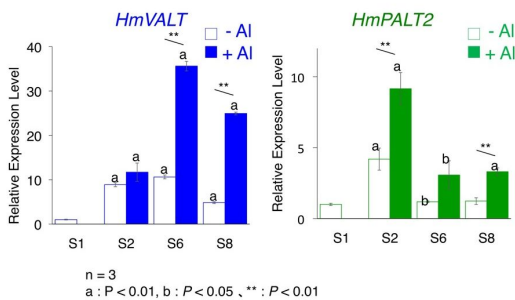 HmVALT
- Al
+ Al
Relative Expression Level
40
30
20
10
0
a
a
a
a
a
a
**
**
S1
S2
S6
S8
HmPALT2
- Al
+ Al
Relative Expression Level
10
5
0
a
a
b
b
a
**
**
S1
S2
S6
S8
n = 3
a : P < 0.01, b : P < 0.05 、** : P < 0.01